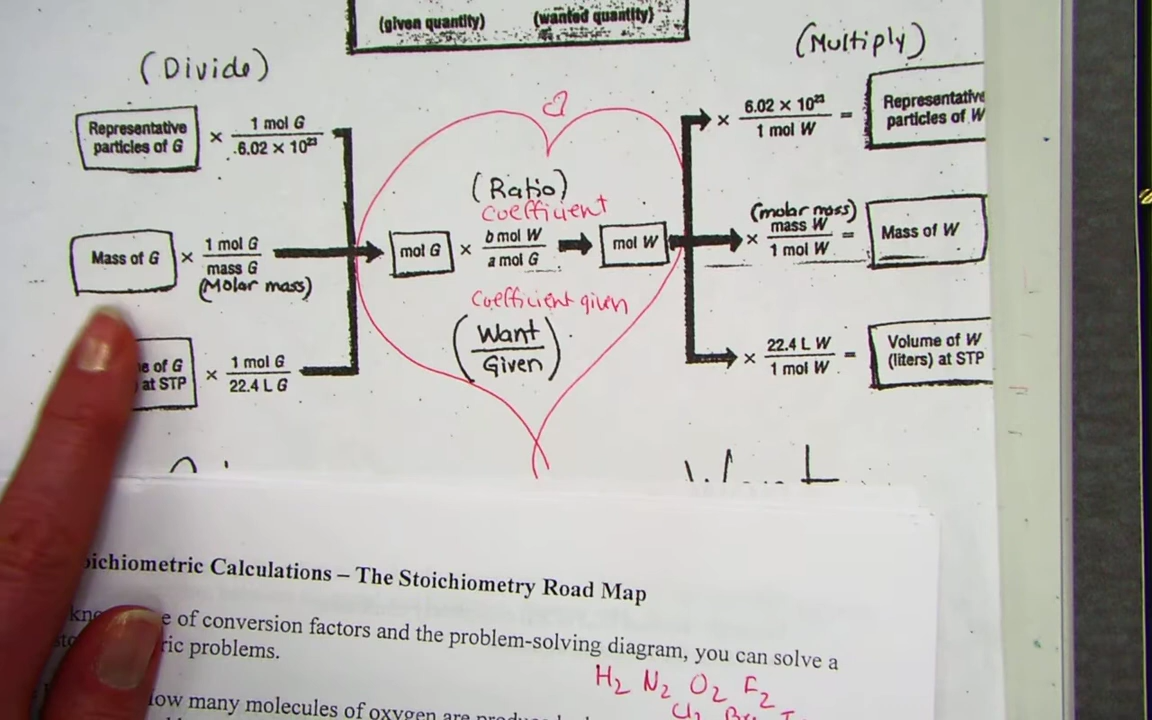 (given quantity) (wanted quantity)
(Divide)
(Multiply)
Representative
particles of G
× 1 mol G
6.02 × 10²³
Mass of G × 1 mol G
mass G
(Molar mass)
e of G
at STP
× 1 mol G
22.4 L G
(Ratio)
coefficient
mol G × b mol W
a mol G
mol W
coefficient given
(Want
Given)
× 6.02 × 10²³
1 mol W
=
Representative
particles of W
(molar mass)
× mass W
1 mol W
=
Mass of W
× 22.4 L W
1 mol W
=
Volume of W
(liters) at STP
oichiometric Calculations – The Stoichiometry Road Map
e of conversion factors and the problem-solving diagram, you can solve a
ric problems.
H₂ N₂ O₂ F₂
low many molecules of oxygen are